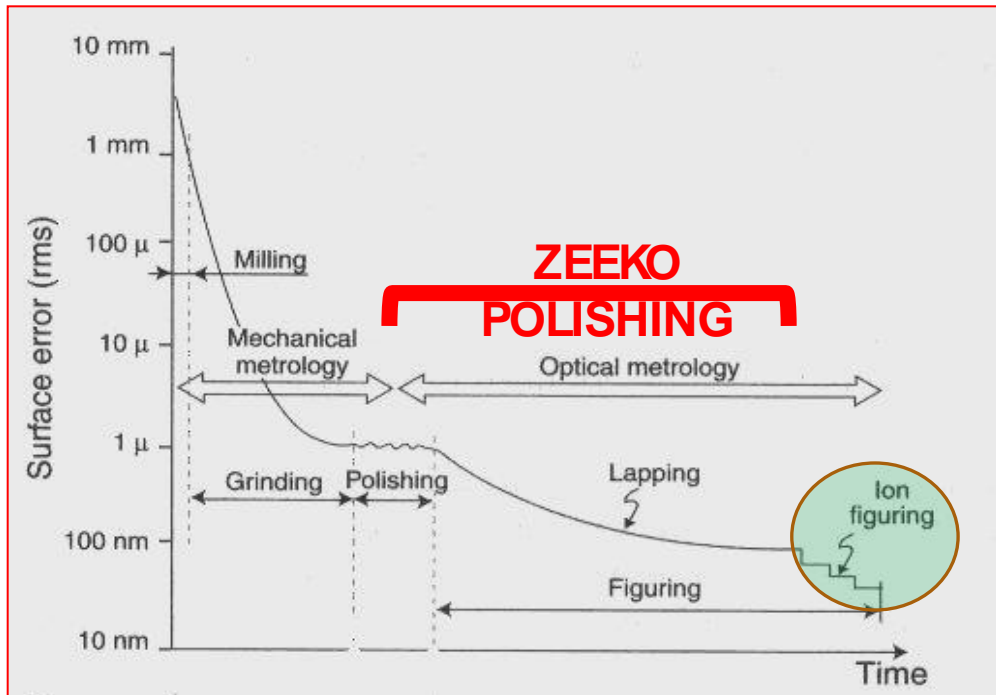 10 mm
1 mm
100 μ
10 μ
1 μ
100 nm
10 nm
Surface error (rms)
Milling
ZEEKO
POLISHING
Mechanical
metrology
Optical metrology
Grinding
Polishing
Lapping
Ion
figuring
Figuring
Time